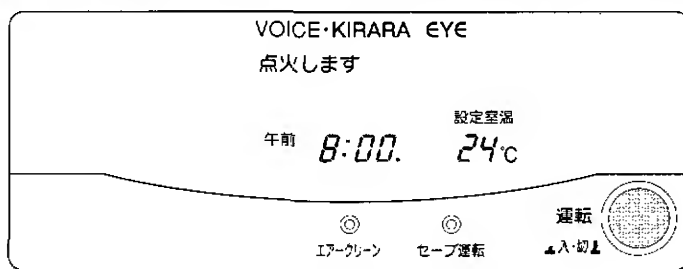 VOICE･KIRARA EYE
点火します
設定室温
午前 8:00. 24℃
運転
入･切
エアークリーン セーブ運転